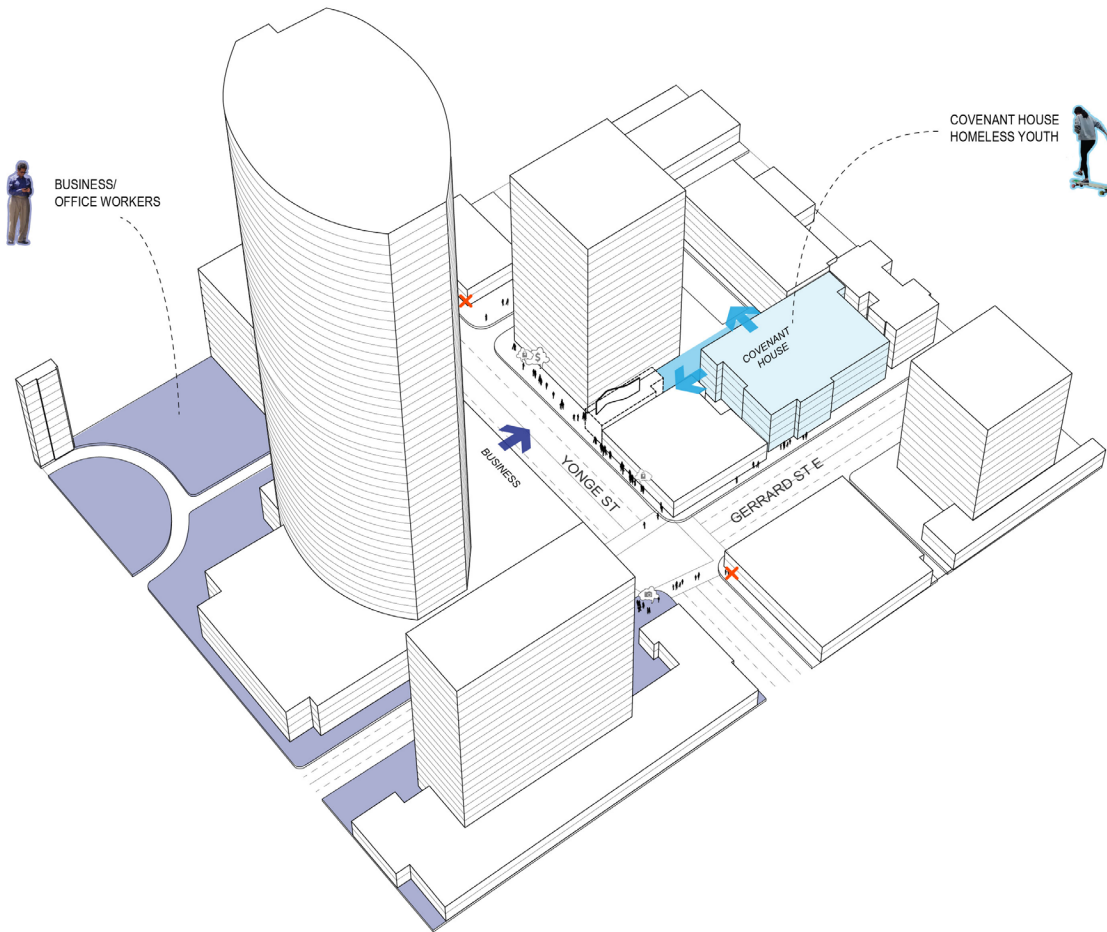 BUSINESS/
OFFICE WORKERS
COVENANT HOUSE
HOMELESS YOUTH
COVENANT
HOUSE
$
BUSINESS
YONGE ST
GERRARD ST E